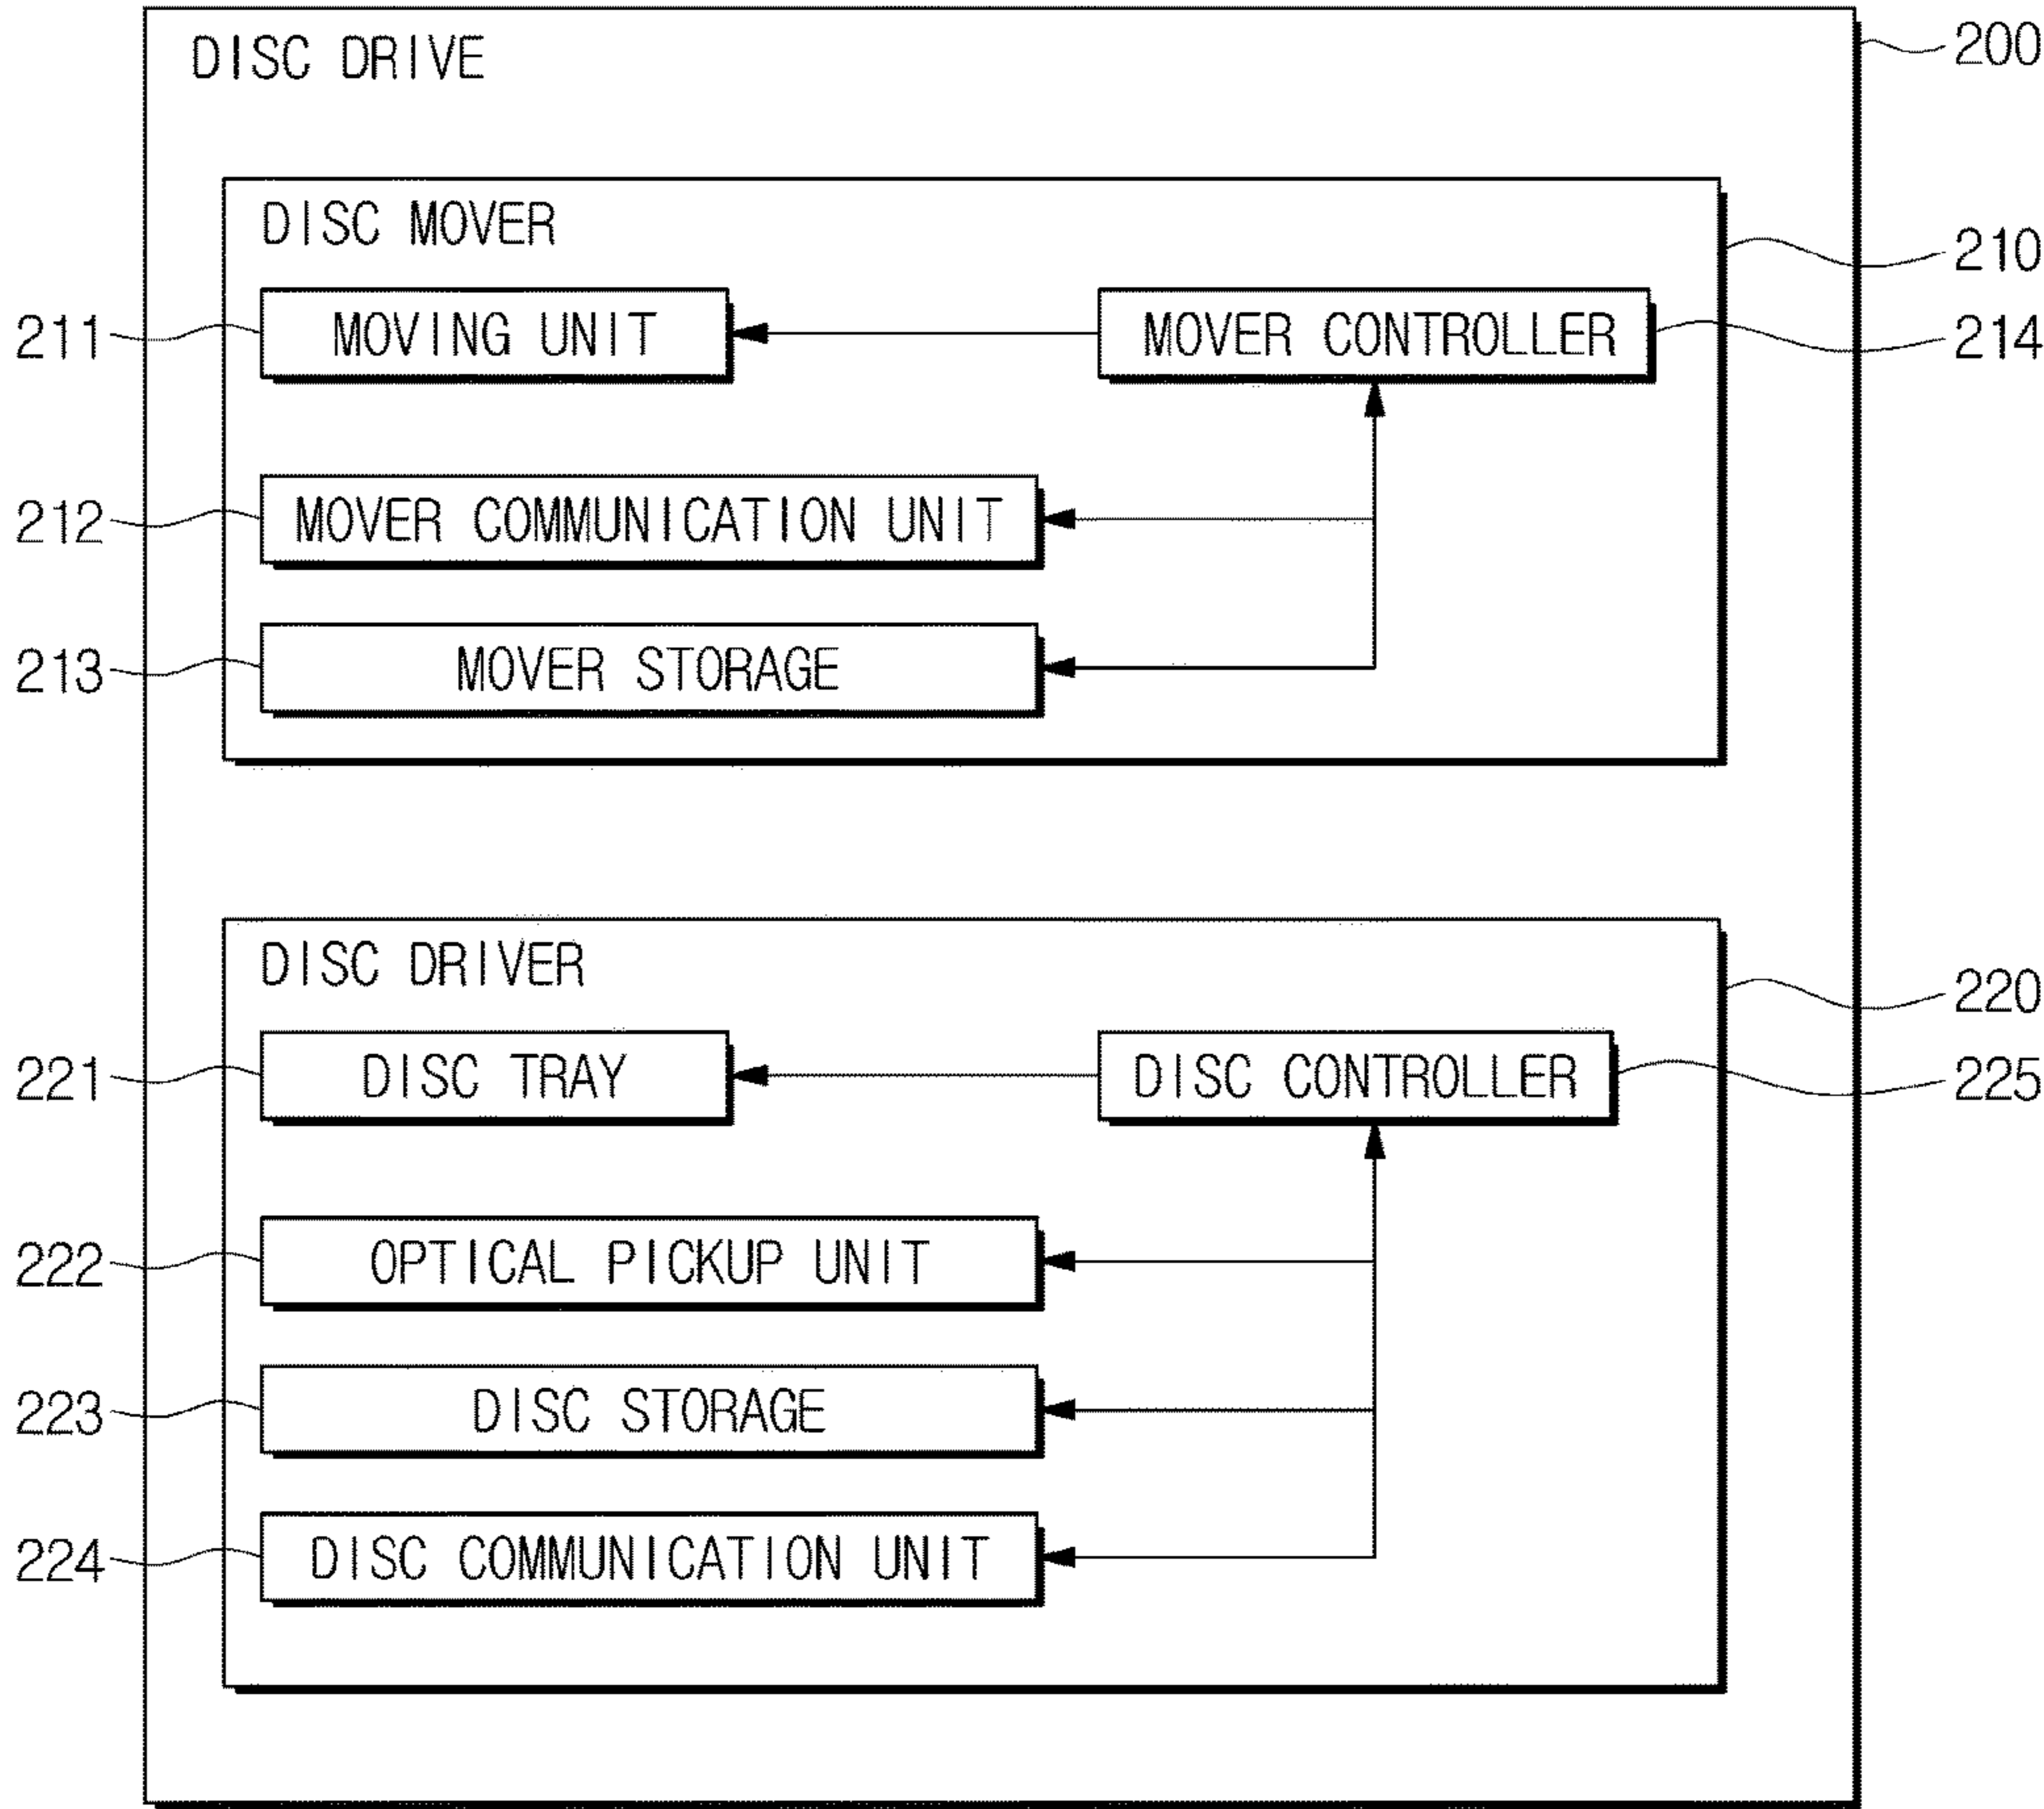 DISC DRIVE
200
DISC MOVER
210
211
MOVING UNIT
MOVER CONTROLLER
214
212
MOVER COMMUNICATION UNIT
213
MOVER STORAGE
DISC DRIVER
220
221
DISC TRAY
DISC CONTROLLER
225
222
OPTICAL PICKUP UNIT
223
DISC STORAGE
224
DISC COMMUNICATION UNIT